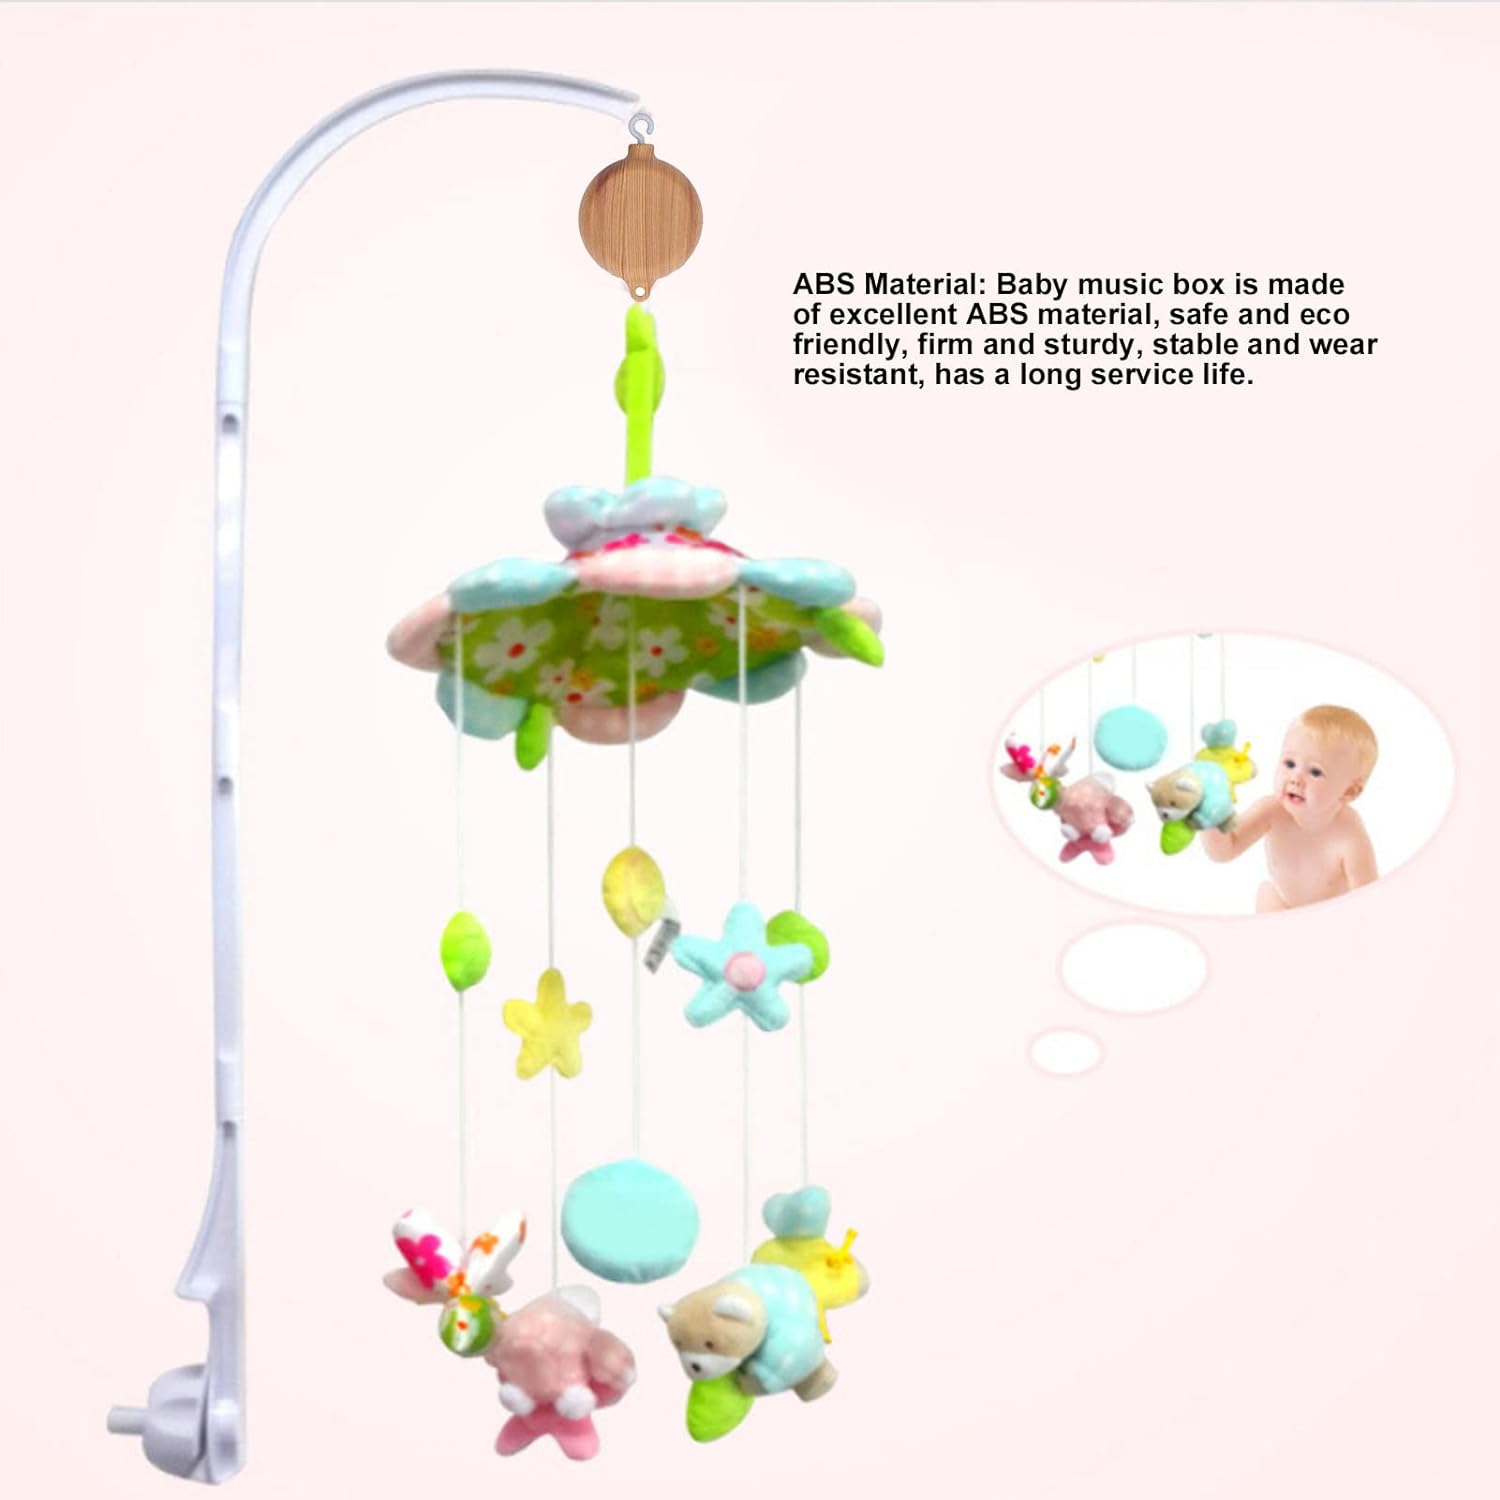 ABS Material: Baby music box is made
of excellent ABS material, safe and eco
friendly, firm and sturdy, stable and wear
resistant, has a long service life.